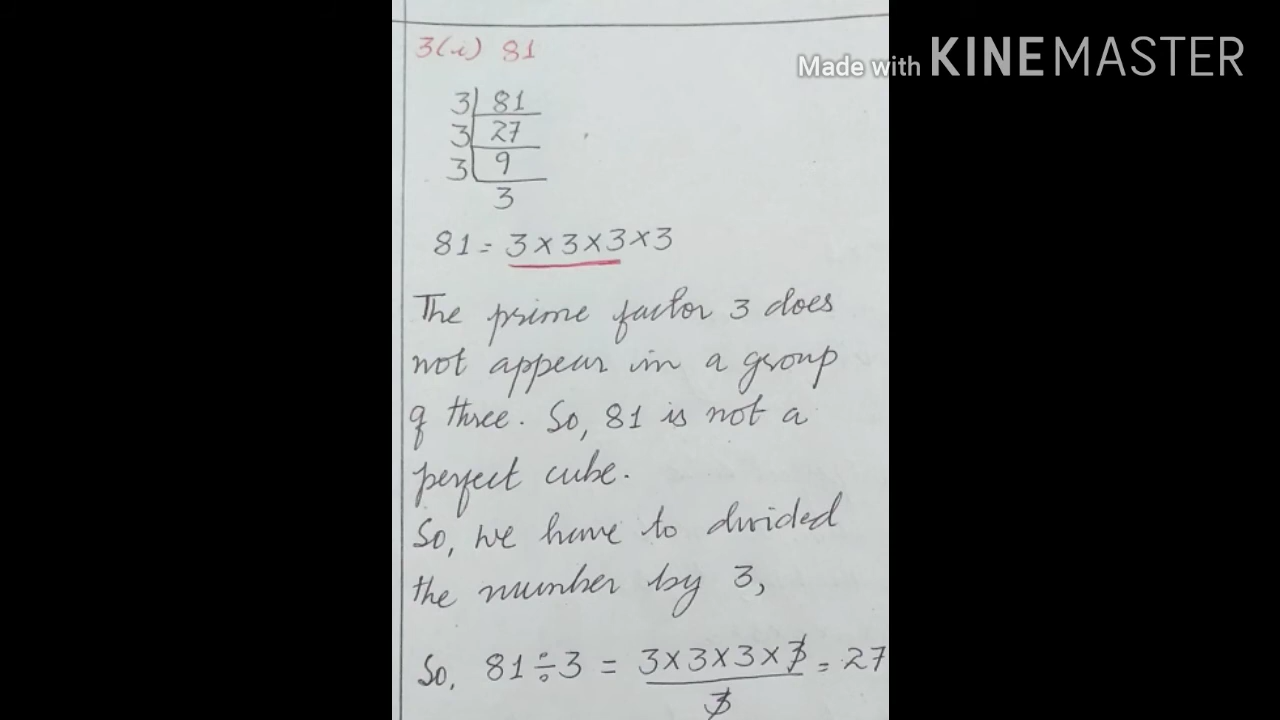 3(i) 81
Made with KINEMASTER
3 81
3 27
3 9
3
81 = 3×3×3×3
The prime factor 3 does
not appear in a group
of three. So, 81 is not a
perfect cube.
So, we have to divided
the number by 3,
So, 81÷3 = 3×3×3×3 = 27
3